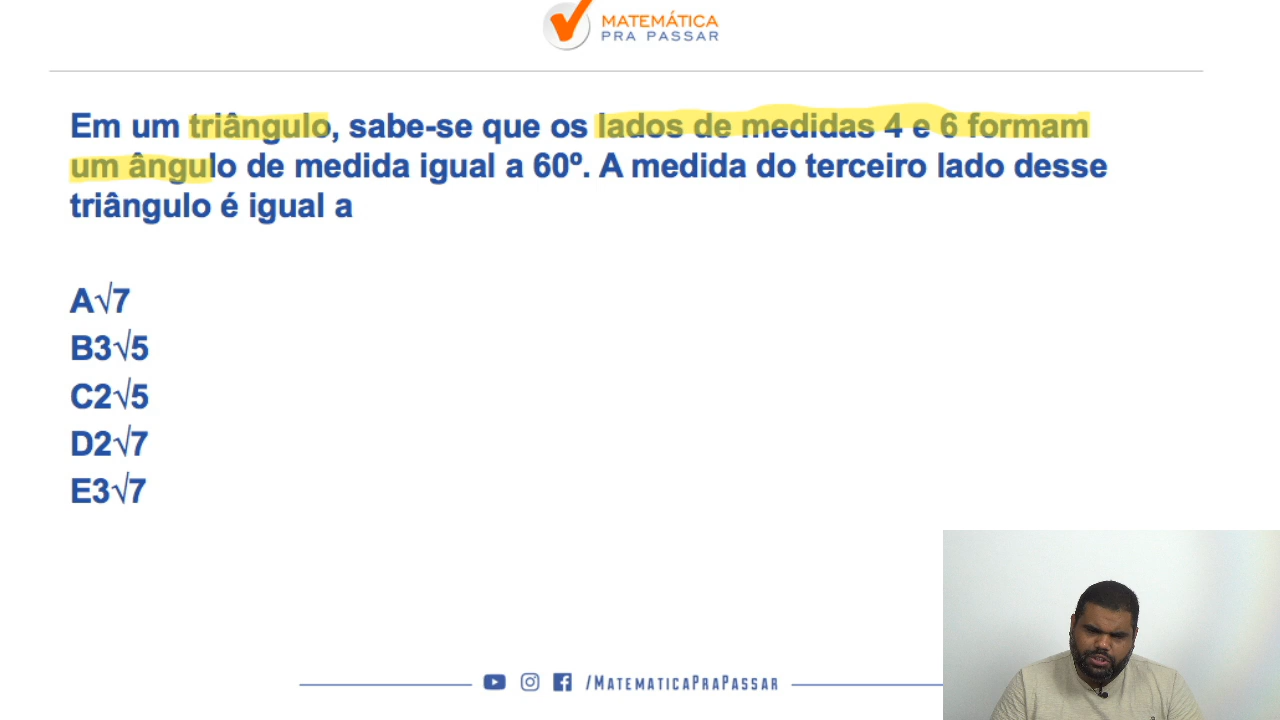 MATEMÁTICA
PRA PASSAR
Em um triângulo, sabe-se que os lados de medidas 4 e 6 formam
um ângulo de medida igual a 60º. A medida do terceiro lado desse
triângulo é igual a
A√7
B3√5
C2√5
D2√7
E3√7
/MATEMATICAPRAPASSAR